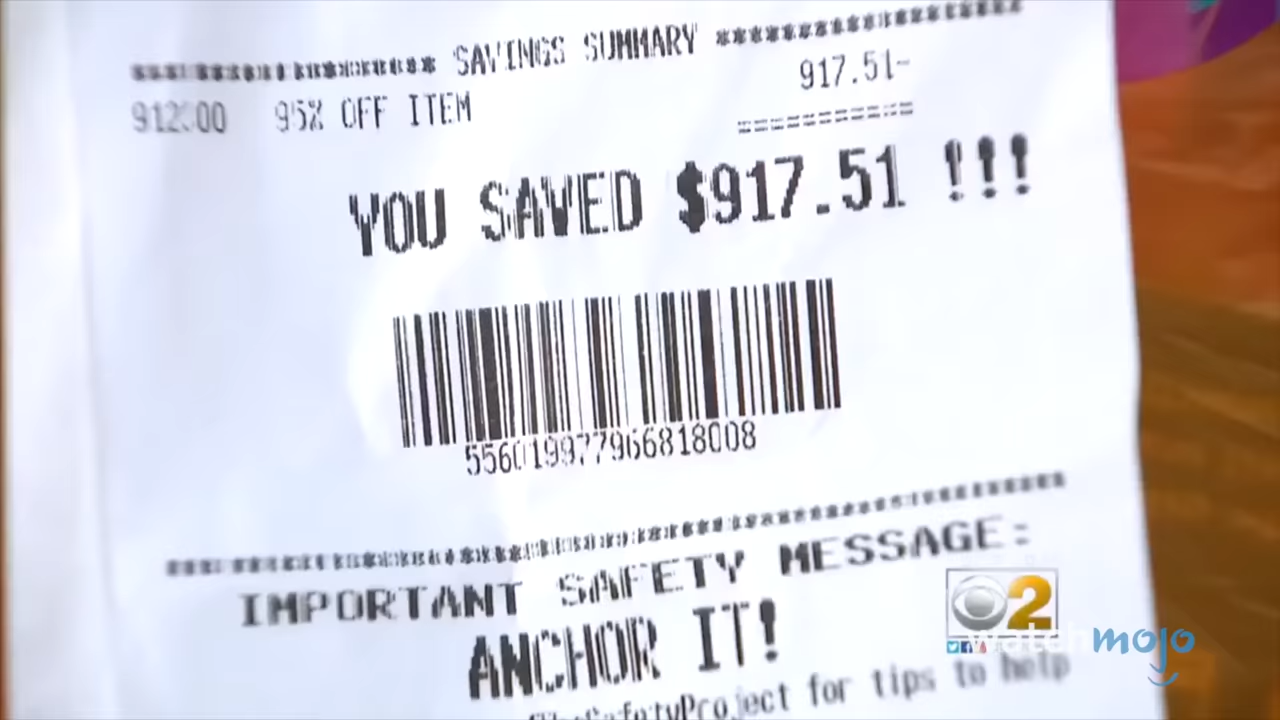 ******************** SAVINGS SUMMARY ********************
95% OFF ITEM 917.51-
===========
YOU SAVED $917.51 !!!
IMPORTANT SAFETY MESSAGE:
ANCHOR IT!
for tips to help
2
watchmojo